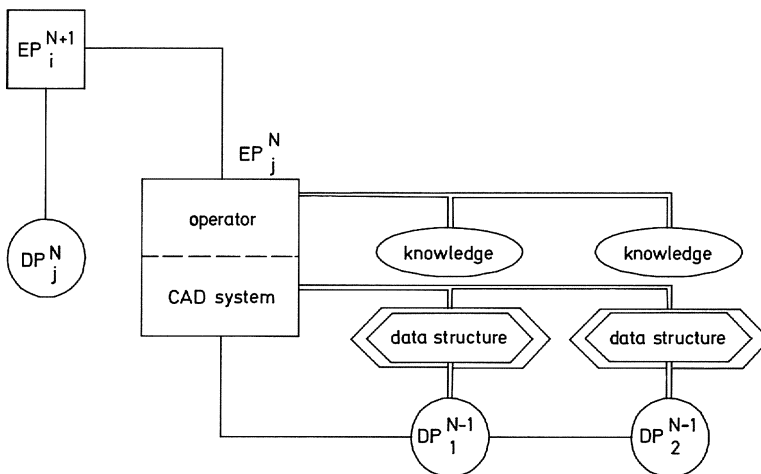 EP N+1 i
EP N j
operator
knowledge knowledge
DP N j
CAD system
data structure data structure
DP N-1 1 DP N-1 2